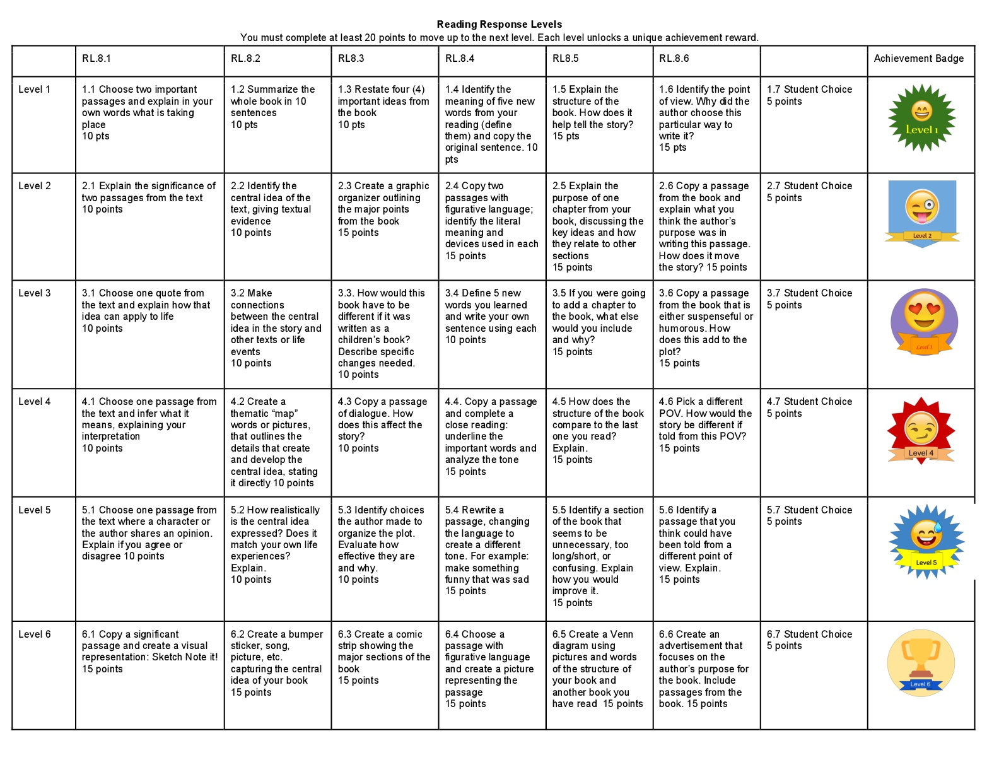 Reading Response Levels
You must complete at least 20 points to move up to the next level. Each level unlocks a unique achievement reward.
RL.8.1
RL.8.2
RL8.3
RL.8.4
RL8.5
RL.8.6
Achievement Badge
Level 1
1.1 Choose two important
passages and explain in your
own words what is taking
place
10 pts
1.2 Summarize the
whole book in 10
sentences
10 pts
1.3 Restate four (4)
important ideas from
the book
10 pts
1.4 Identify the
meaning of five new
words from your
reading (define
them) and copy the
original sentence. 10
pts
1.5 Explain the
structure of the
book. How does it
help tell the story?
15 pts
1.6 Identify the point
of view. Why did the
author choose this
particular way to
write it?
15 pts
1.7 Student Choice
5 points
Level 1
Level 2
2.1 Explain the significance of
two passages from the text
10 points
2.2 Identify the
central idea of the
text, giving textual
evidence
10 points
2.3 Create a graphic
organizer outlining
the major points
from the book
15 points
2.4 Copy two
passages with
figurative language;
identify the literal
meaning and
devices used in each
15 points
2.5 Explain the
purpose of one
chapter from your
book, discussing the
key ideas and how
they relate to other
sections
15 points
2.6 Copy a passage
from the book and
explain what you
think the author’s
purpose was in
writing this passage.
How does it move
the story? 15 points
2.7 Student Choice
5 points
Level 2
Level 3
3.1 Choose one quote from
the text and explain how that
idea can apply to life
10 points
3.2 Make
connections
between the central
idea in the story and
other texts or life
events
10 points
3.3. How would this
book have to be
different if it was
written as a
children’s book?
Describe specific
changes needed.
10 points
3.4 Define 5 new
words you learned
and write your own
sentence using each
10 points
3.5 If you were going
to add a chapter to
the book, what else
would you include
and why?
15 points
3.6 Copy a passage
from the book that is
either suspenseful or
humorous. How
does this add to the
plot?
15 points
3.7 Student Choice
5 points
Level 3
Level 4
4.1 Choose one passage from
the text and infer what it
means, explaining your
interpretation
10 points
4.2 Create a
thematic “map”
words or pictures,
that outlines the
details that create
and develop the
central idea, stating
it directly 10 points
4.3 Copy a passage
of dialogue. How
does this affect the
story?
10 points
4.4. Copy a passage
and complete a
close reading:
underline the
important words and
analyze the tone
15 points
4.5 How does the
structure of the book
compare to the last
one you read?
Explain.
15 points
4.6 Pick a different
POV. How would the
story be different if
told from this POV?
15 points
4.7 Student Choice
5 points
Level 4
Level 5
5.1 Choose one passage from
the text where a character or
the author shares an opinion.
Explain if you agree or
disagree 10 points
5.2 How realistically
is the central idea
expressed? Does it
match your own life
experiences?
Explain.
10 points
5.3 Identify choices
the author made to
organize the plot.
Evaluate how
effective they are
and why.
10 points
5.4 Rewrite a
passage, changing
the language to
create a different
tone. For example:
make something
funny that was sad
15 points
5.5 Identify a section
of the book that
seems to be
unnecessary, too
long/short, or
confusing. Explain
how you would
improve it.
15 points
5.6 Identify a
passage that you
think could have
been told from a
different point of
view. Explain.
15 points
5.7 Student Choice
5 points
Level 5
Level 6
6.1 Copy a significant
passage and create a visual
representation: Sketch Note it!
15 points
6.2 Create a bumper
sticker, song,
picture, etc.
capturing the central
idea of your book
15 points
6.3 Create a comic
strip showing the
major sections of the
book
15 points
6.4 Choose a
passage with
figurative language
and create a picture
representing the
passage
15 points
6.5 Create a Venn
diagram using
pictures and words
of the structure of
your book and
another book you
have read 15 points
6.6 Create an
advertisement that
focuses on the
author’s purpose for
the book. Include
passages from the
book. 15 points
6.7 Student Choice
5 points
Level 6